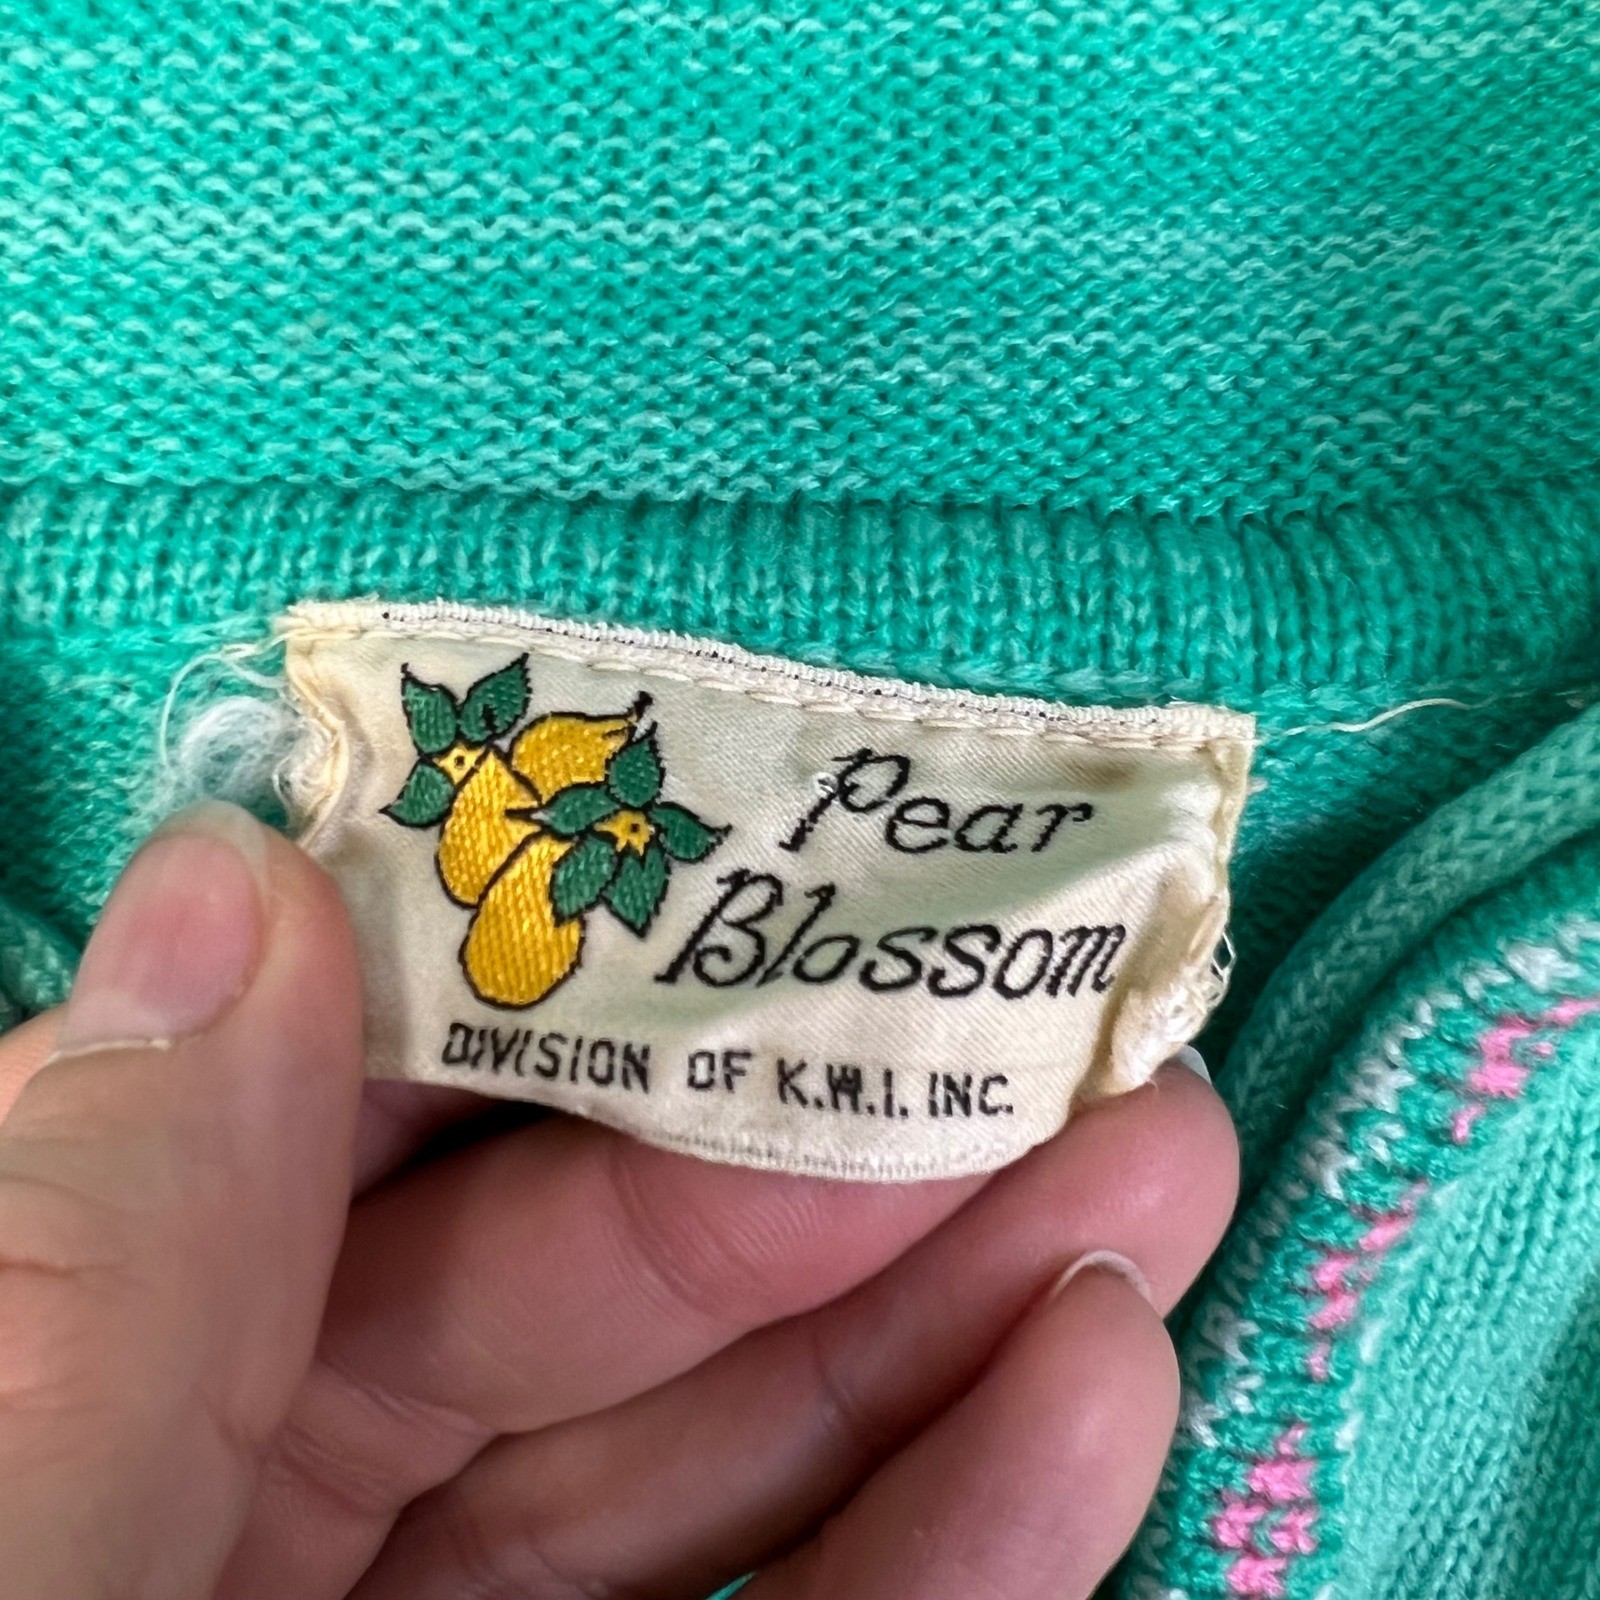 Pear
Blossom
DIVISION OF K.W.I. INC.